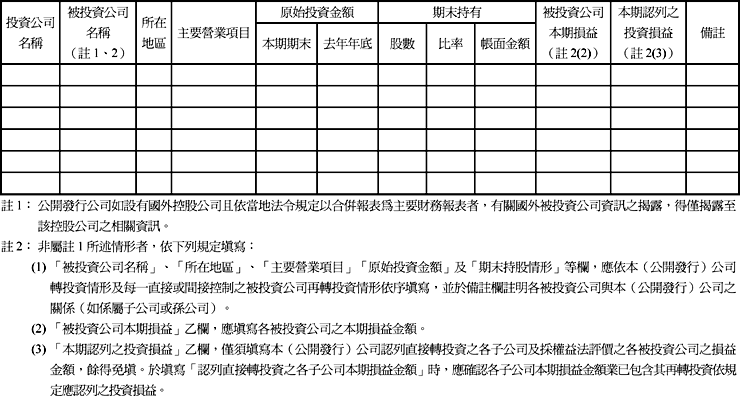 投資公司 被投資公司 所在 主要營業項目 原始投資金額 期末持有 被投資公司 本期認列之 備註
名稱 名稱 地區 本期期末 去年年底 股數 比率 帳面金額 本期損益 投資損益
(註 1、2) (註 2(2)) (註 2(3))
註 1： 公開發行公司如設有國外控股公司且依當地法令規定以合併報表為主要財務報表者，有關國外被投資公司資訊之揭露，得僅揭露至
該控股公司之相關資訊。
註 2： 非屬註 1 所述情形者，依下列規定填寫：
(1) 「被投資公司名稱」、「所在地區」、「主要營業項目」「原始投資金額」及「期末持股情形」等欄，應依本（公開發行）公司
轉投資情形及每一直接或間接控制之被投資公司再轉投資情形依序填寫，並於備註欄註明各被投資公司與本（公開發行）公司之
關係（如係屬子公司或孫公司）。
(2) 「被投資公司本期損益」乙欄，應填寫各被投資公司之本期損益金額。
(3) 「本期認列之投資損益」乙欄，僅須填寫本（公開發行）公司認列直接轉投資之各子公司及採權益法評價之各被投資公司之損益
金額，餘得免填。於填寫「認列直接轉投資之各子公司本期損益金額」時，應確認各子公司本期損益金額業已包含其再轉投資依規
定應認列之投資損益。